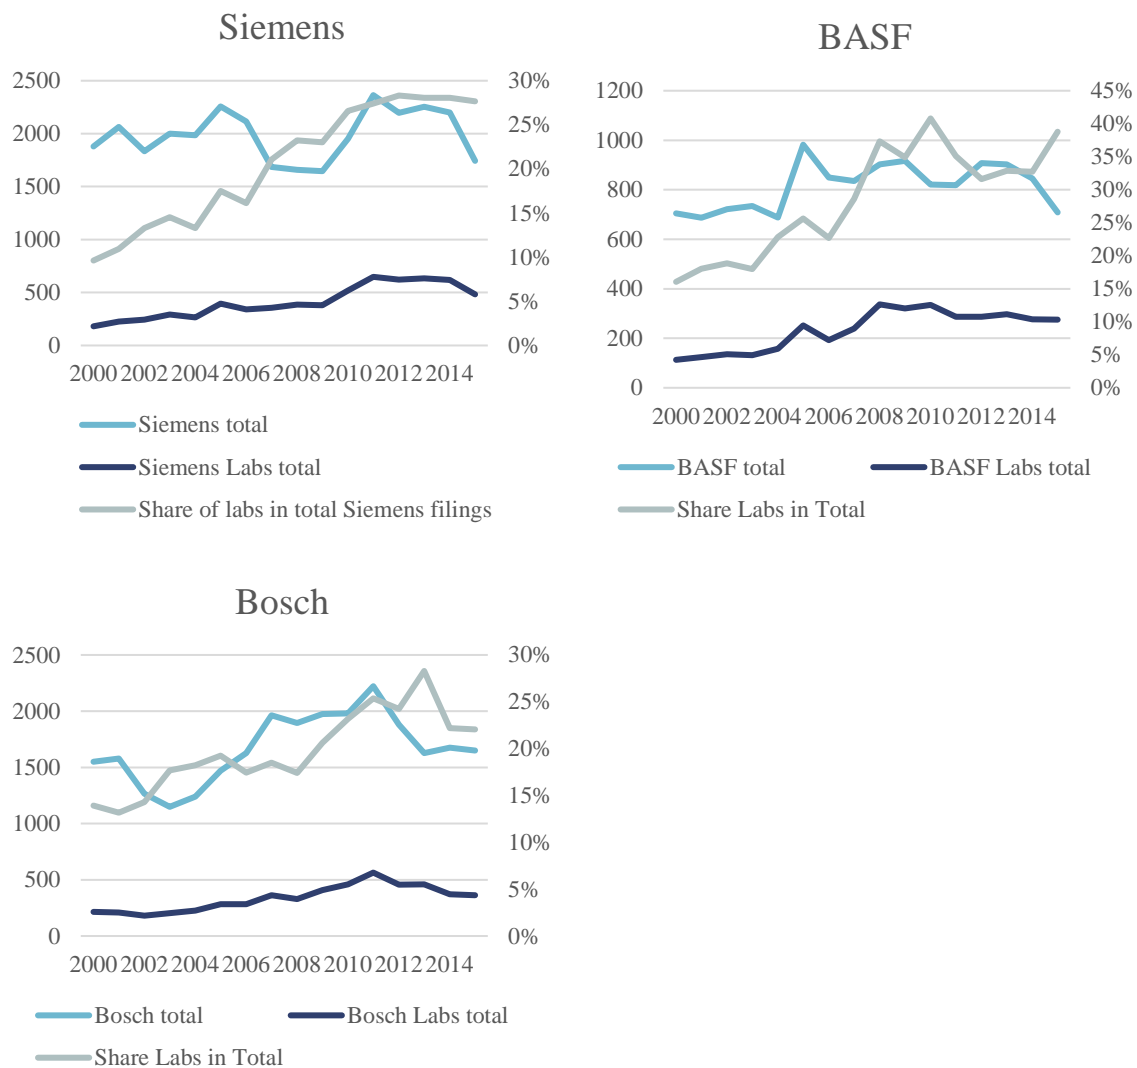 Siemens
2500 30%
2000 25%
20%
1500
15%
1000
10%
500
5%
0 0%
2000 2002 2004 2006 2008 2010 2012 2014
Siemens total
Siemens Labs total
Share of labs in total Siemens filings
BASF
1200 45%
40%
1000
35%
800 30%
25%
600
20%
400 15%
10%
200
5%
0 0%
2000 2002 2004 2006 2008 2010 2012 2014
BASF total BASF Labs total
Share Labs in Total
Bosch
2500 30%
25%
2000
20%
1500
15%
1000
10%
500
5%
0 0%
2000 2002 2004 2006 2008 2010 2012 2014
Bosch total Bosch Labs total
Share Labs in Total